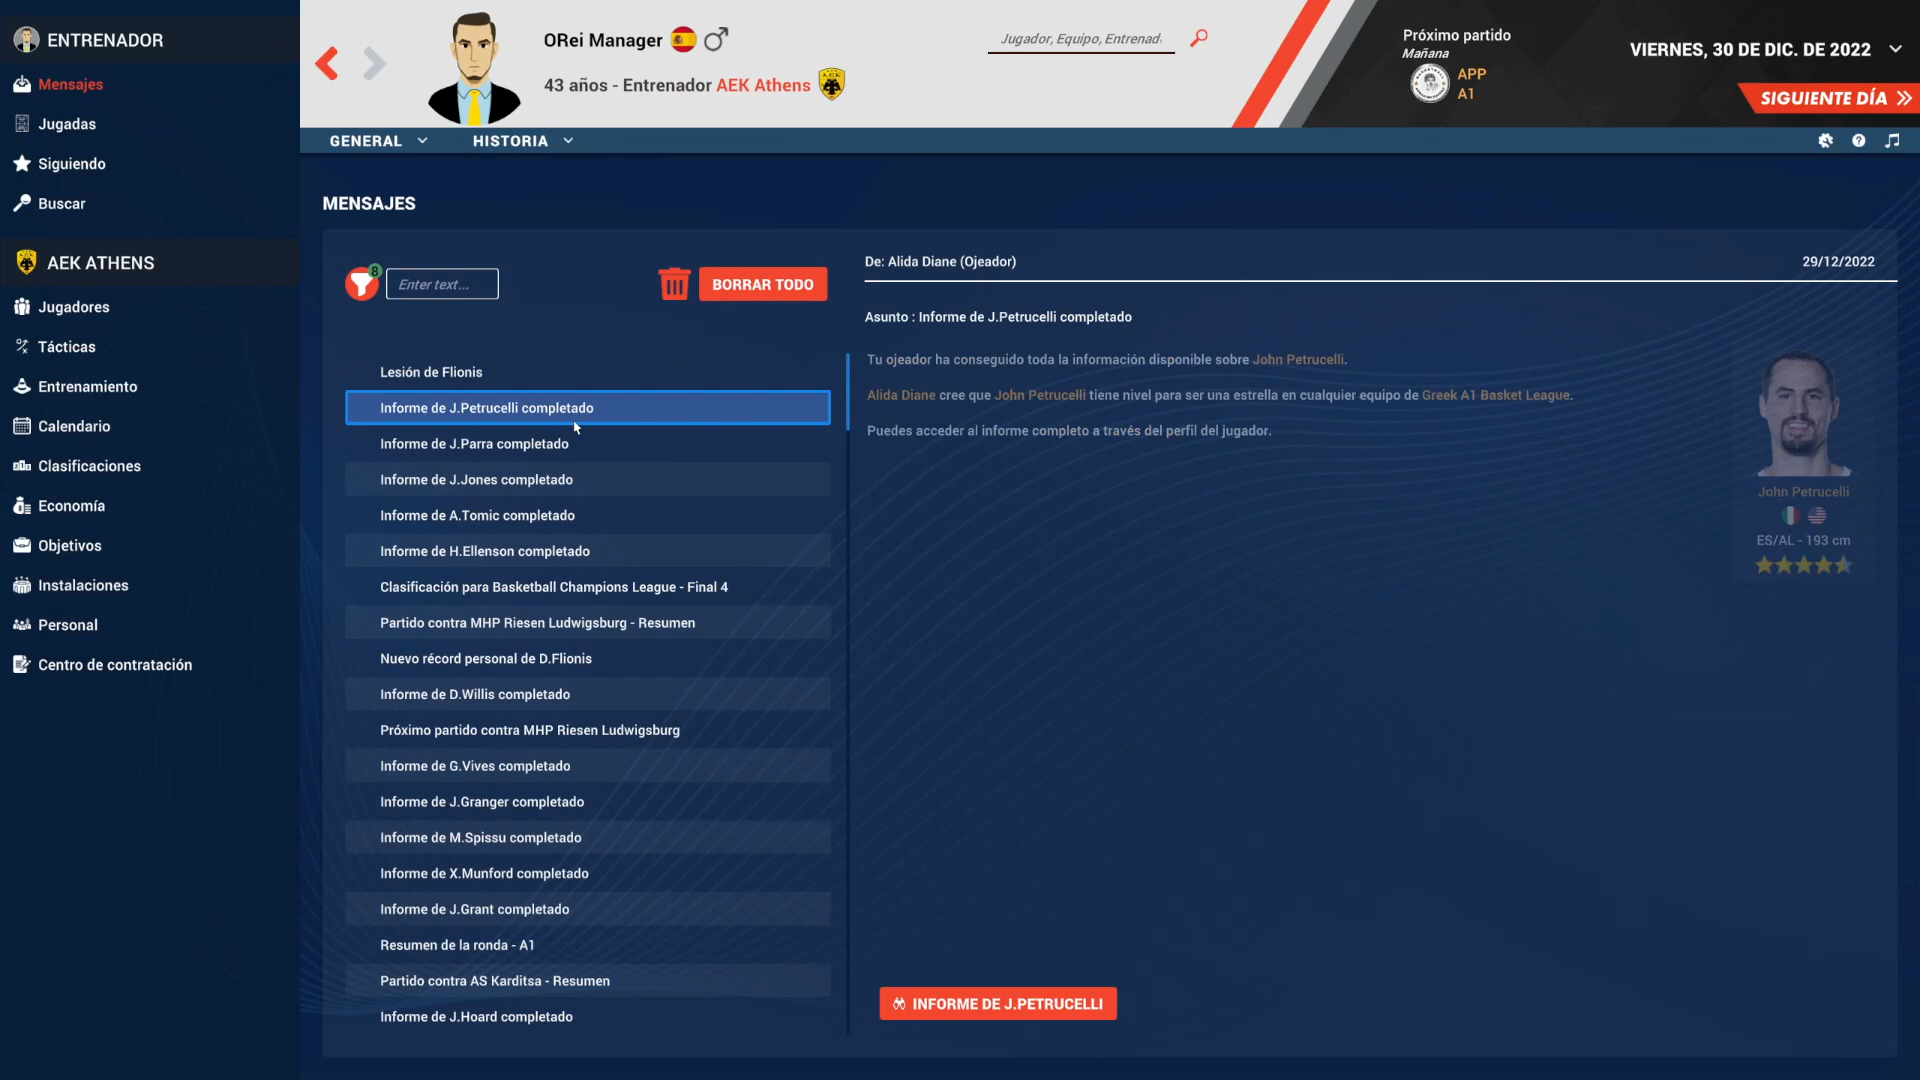 ENTRENADOR
Mensajes
Jugadas
Siguiendo
Buscar
AEK ATHENS
Jugadores
Tácticas
Entrenamiento
Calendario
Clasificaciones
Economía
Objetivos
Instalaciones
Personal
Centro de contratación
ORei Manager
43 años - Entrenador AEK Athens
Jugador, Equipo, Entrenad
Próximo partido
Mañana
APP
A1
VIERNES, 30 DE DIC. DE 2022
SIGUIENTE DÍA
GENERAL
HISTORIA
MENSAJES
8
Enter text...
BORRAR TODO
Lesión de Flionis
Informe de J.Petrucelli completado
Informe de J.Parra completado
Informe de J.Jones completado
Informe de A.Tomic completado
Informe de H.Ellenson completado
Clasificación para Basketball Champions League - Final 4
Partido contra MHP Riesen Ludwigsburg - Resumen
Nuevo récord personal de D.Flionis
Informe de D.Willis completado
Próximo partido contra MHP Riesen Ludwigsburg
Informe de G.Vives completado
Informe de J.Granger completado
Informe de M.Spissu completado
Informe de X.Munford completado
Informe de J.Grant completado
Resumen de la ronda - A1
Partido contra AS Karditsa - Resumen
Informe de J.Hoard completado
De: Alida Diane (Ojeador)
29/12/2022
Asunto : Informe de J.Petrucelli completado
Tu ojeador ha conseguido toda la información disponible sobre John Petrucelli.
Alida Diane cree que John Petrucelli tiene nivel para ser una estrella en cualquier equipo de Greek A1 Basket League.
Puedes acceder al informe completo a través del perfil del jugador.
John Petrucelli
ES/AL - 193 cm
INFORME DE J.PETRUCELLI